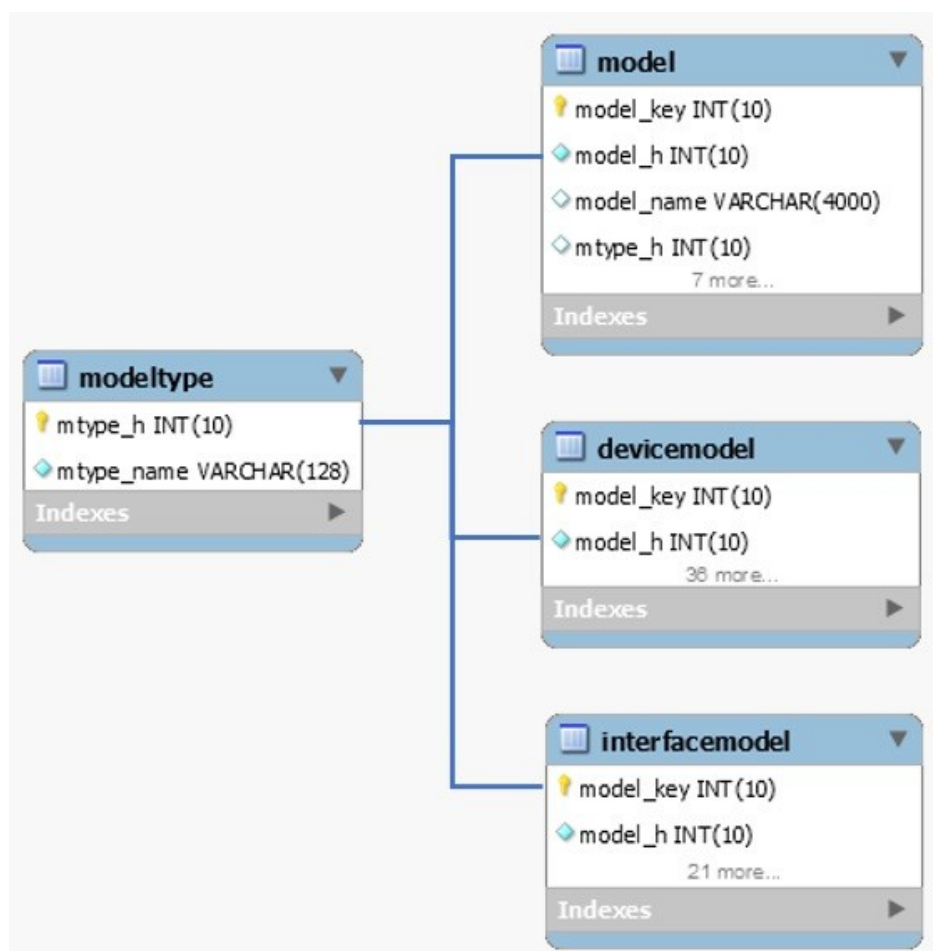 model
model_key INT(10)
model_h INT(10)
model_name VARCHAR(4000)
mtype_h INT(10)
7 more...
Indexes
modeltype
mtype_h INT(10)
mtype_name VARCHAR(128)
Indexes
devicemodel
model_key INT(10)
model_h INT(10)
36 more...
Indexes
interfacemodel
model_key INT(10)
model_h INT(10)
21 more...
Indexes